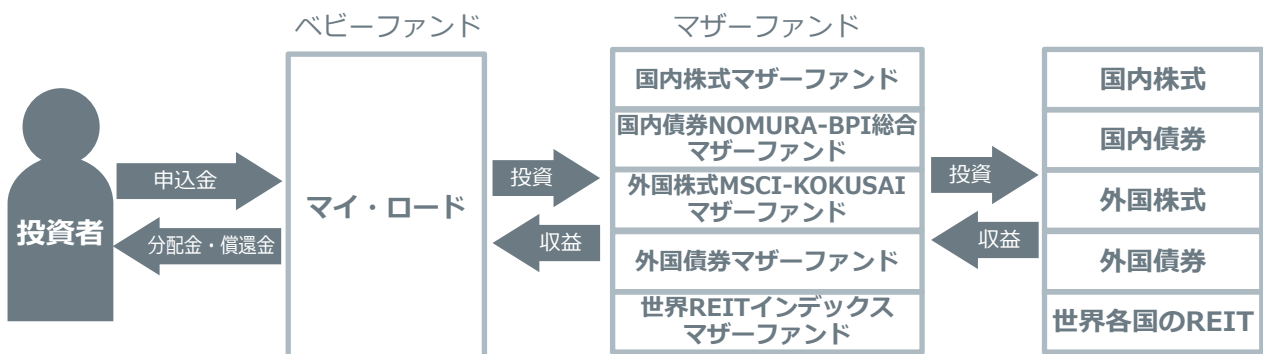 ベビーファンド
マザーファンド
投資者
申込金
分配金・償還金
マイ・ロード
投資
収益
国内株式マザーファンド
国内債券NOMURA-BPI総合
マザーファンド
外国株式MSCI-KOKUSAI
マザーファンド
外国債券マザーファンド
世界REITインデックス
マザーファンド
投資
収益
国内株式
国内債券
外国株式
外国債券
世界各国のREIT